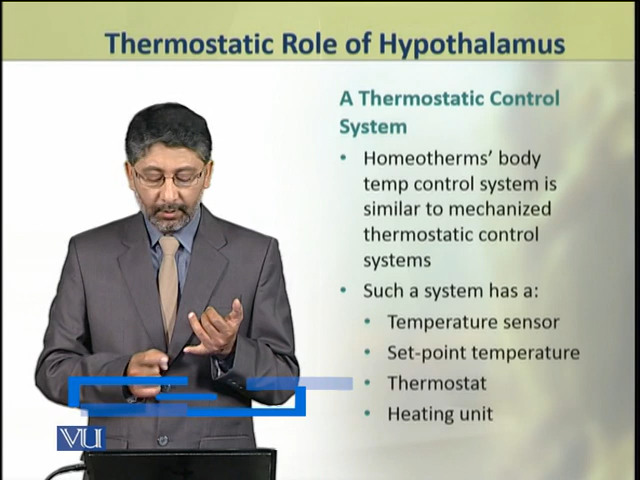 Thermostatic Role of Hypothalamus
A Thermostatic Control
System
• Homeotherms' body
temp control system is
similar to mechanized
thermostatic control
systems
• Such a system has a:
• Temperature sensor
• Set-point temperature
• Thermostat
• Heating unit
VU